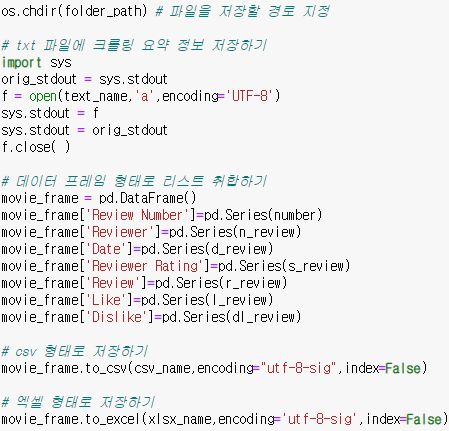 os.chdir(folder_path) # 파일을 저장할 경로 지정
# txt 파일에 크롤링 요약 정보 저장하기
import sys
orig_stdout = sys.stdout
f = open(text_name,'a',encoding='UTF-8')
sys.stdout = f
sys.stdout = orig_stdout
f.close( )
# 데이터 프레임 형태로 리스트 취합하기
movie_frame = pd.DataFrame()
movie_frame['Review Number']=pd.Series(number)
movie_frame['Reviewer']=pd.Series(n_review)
movie_frame['Date']=pd.Series(d_review)
movie_frame['Reviewer Rating']=pd.Series(s_review)
movie_frame['Review']=pd.Series(r_review)
movie_frame['Like']=pd.Series(l_review)
movie_frame['Dislike']=pd.Series(dl_review)
# csv 형태로 저장하기
movie_frame.to_csv(csv_name,encoding="utf-8-sig",index=False)
# 엑셀 형태로 저장하기
movie_frame.to_excel(xlsx_name,encoding='utf-8-sig',index=False)